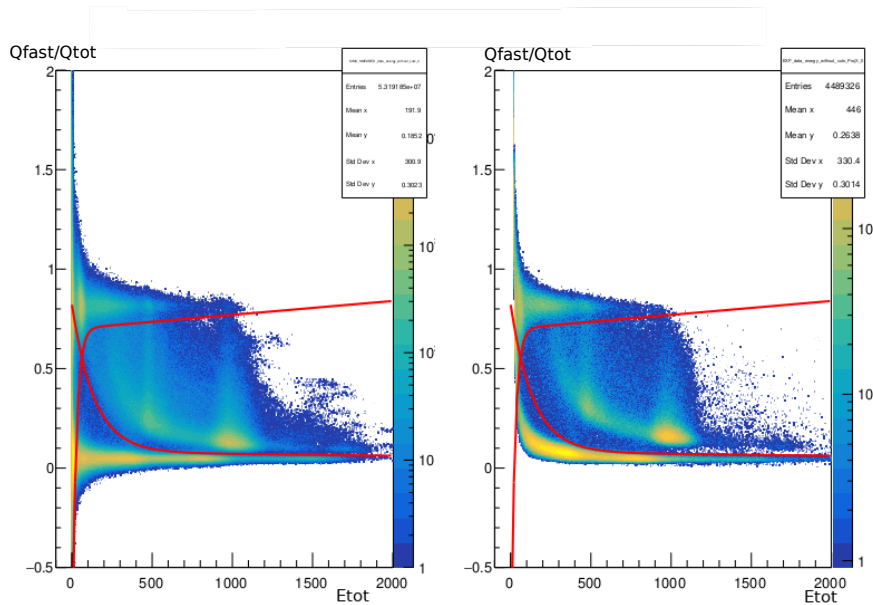 Qfast/Qtot
Entries 5.319185e+07
Mean x 191.9
Mean y 0.1852
Std Dev x 300.9
Std Dev y 0.3023
2
1.5
1
0.5
0
−0.5
0 500 1000 1500 2000
Etot
10
10
10
1
Qfast/Qtot
Entries 4489326
Mean x 446
Mean y 0.2638
Std Dev x 330.4
Std Dev y 0.3014
2
1.5
1
0.5
0
−0.5
0 500 1000 1500 2000
Etot
10
10
1